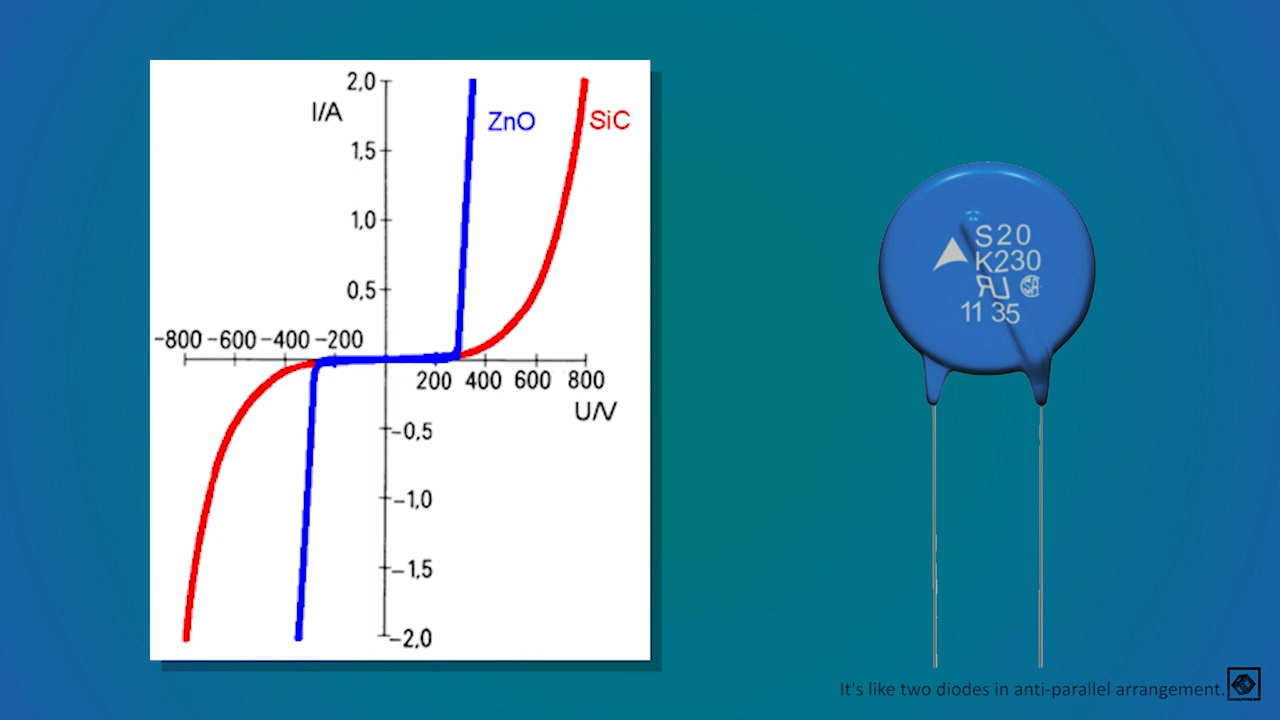 2,0
I/A
ZnO
SiC
1,5
1,0
0,5
−800 −600 −400 −200
200 400 600 800
U/V
−0,5
−1,0
−1,5
−2,0
S20
K230
11 35
It's like two diodes in anti-parallel arrangement.